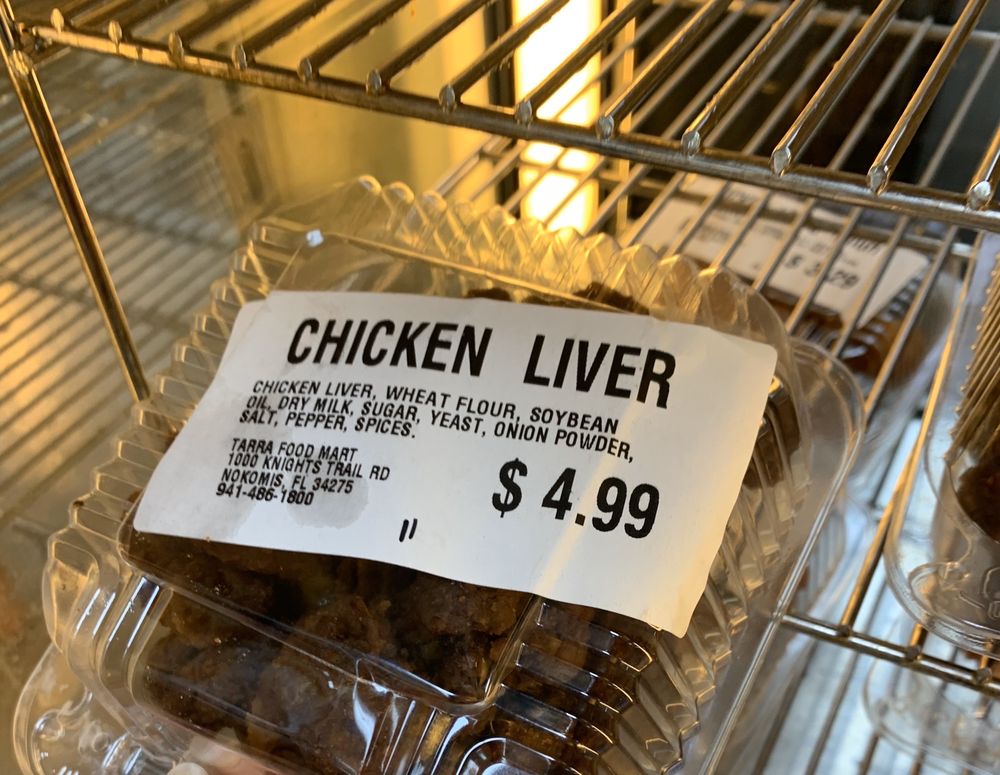 CHICKEN LIVER
CHICKEN LIVER, WHEAT FLOUR, SOYBEAN
OIL, DRY MILK, SUGAR, YEAST, ONION POWDER,
SALT, PEPPER, SPICES.
TARRA FOOD MART
1000 KNIGHTS TRAIL RD
NOKOMIS, FL 34275
941-486-1800
$ 4.99